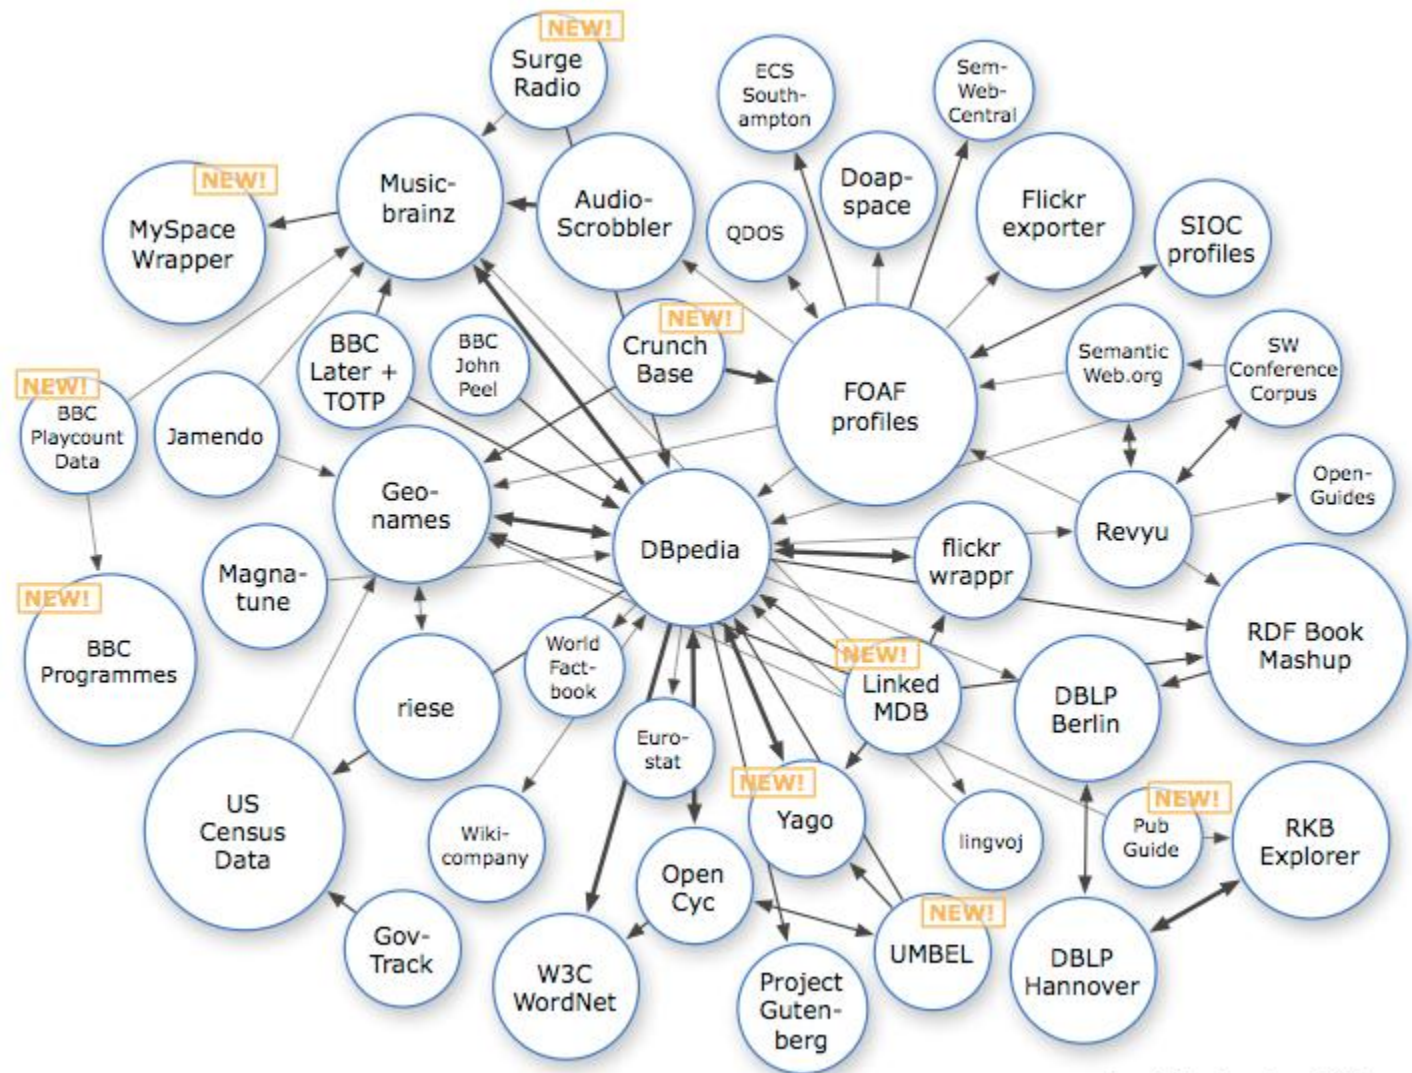 NEW!
Surge
Radio
ECS
South-
ampton
Sem-
Web-
Central
NEW!
MySpace
Wrapper
Music-
brainz
Audio-
Scrobbler
QDOS
Doap-
space
Flickr
exporter
SIOC
profiles
NEW!
BBC
Playcount
Data
Jamendo
BBC
Later +
TOTP
BBC
John
Peel
NEW!
Crunch
Base
FOAF
profiles
Semantic
Web.org
SW
Conference
Corpus
Open-
Guides
Geo-
names
DBpedia
flickr
wrappr
Revyu
Magna-
tune
NEW!
BBC
Programmes
riese
World
Fact-
book
NEW!
Linked
MDB
DBLP
Berlin
RDF Book
Mashup
US
Census
Data
Euro-
stat
Wiki-
company
NEW!
Yago
lingvoj
NEW!
Pub
Guide
RKB
Explorer
Gov-
Track
Open
Cyc
W3C
WordNet
Project
Guten-
berg
NEW!
UMBEL
DBLP
Hannover